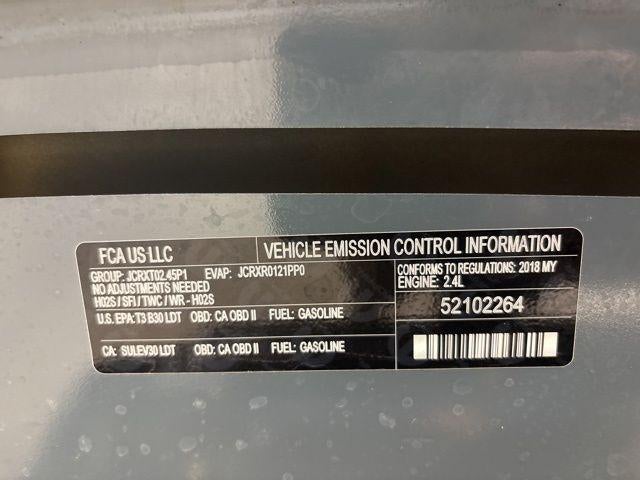 FCA US LLC
VEHICLE EMISSION CONTROL INFORMATION
GROUP: JCRXT02.45P1 EVAP: JCRXR0121PP0
NO ADJUSTMENTS NEEDED
H02S / SFI / TWC / WR - H02S
U.S. EPA: T3 B30 LDT OBD: CA OBD II FUEL: GASOLINE
CA: SULEV30 LDT OBD: CA OBD II FUEL: GASOLINE
CONFORMS TO REGULATIONS: 2018 MY
ENGINE: 2.4L
52102264